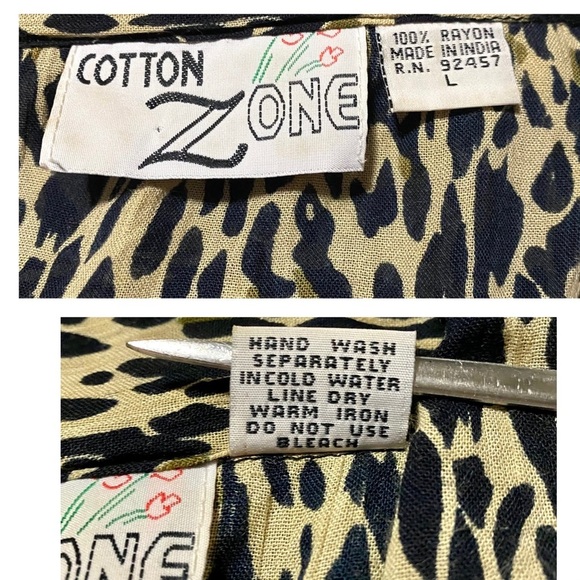 COTTON
ZONE
100% RAYON
MADE IN INDIA
R.N. 92457
L
HAND WASH
SEPARATELY
IN COLD WATER
LINE DRY
WARM IRON
DO NOT USE
BLEACH
ONE